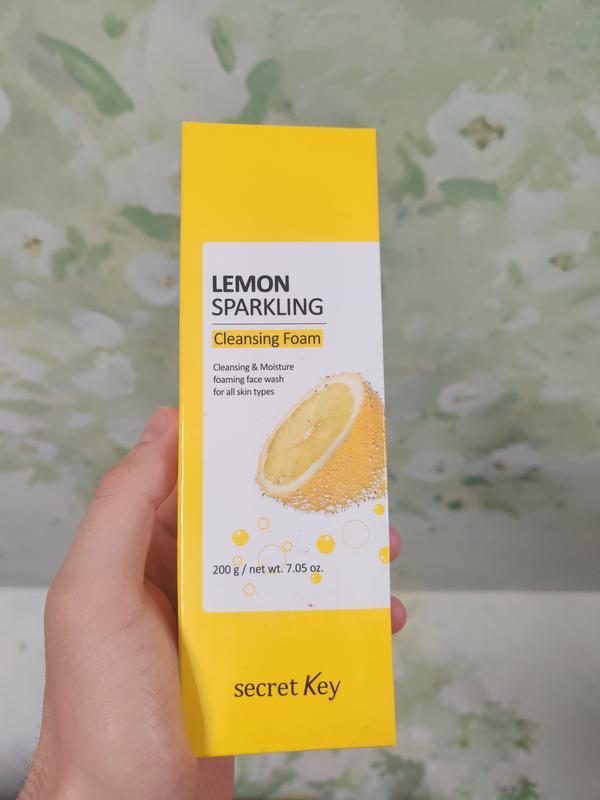 LEMON
SPARKLING
Cleansing Foam
Cleansing & Moisture
foaming face wash
for all skin types
200 g / net wt. 7.05 oz.
secret Key